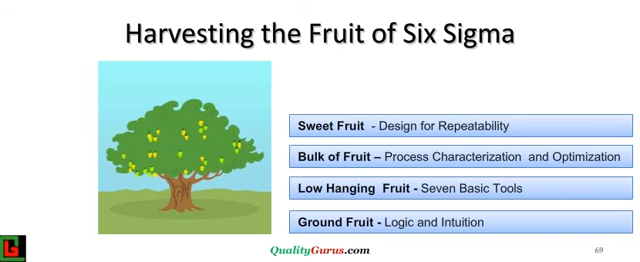 Harvesting the Fruit of Six Sigma
Sweet Fruit - Design for Repeatability
Bulk of Fruit – Process Characterization and Optimization
Low Hanging Fruit - Seven Basic Tools
Ground Fruit - Logic and Intuition
QualityGurus.com
69